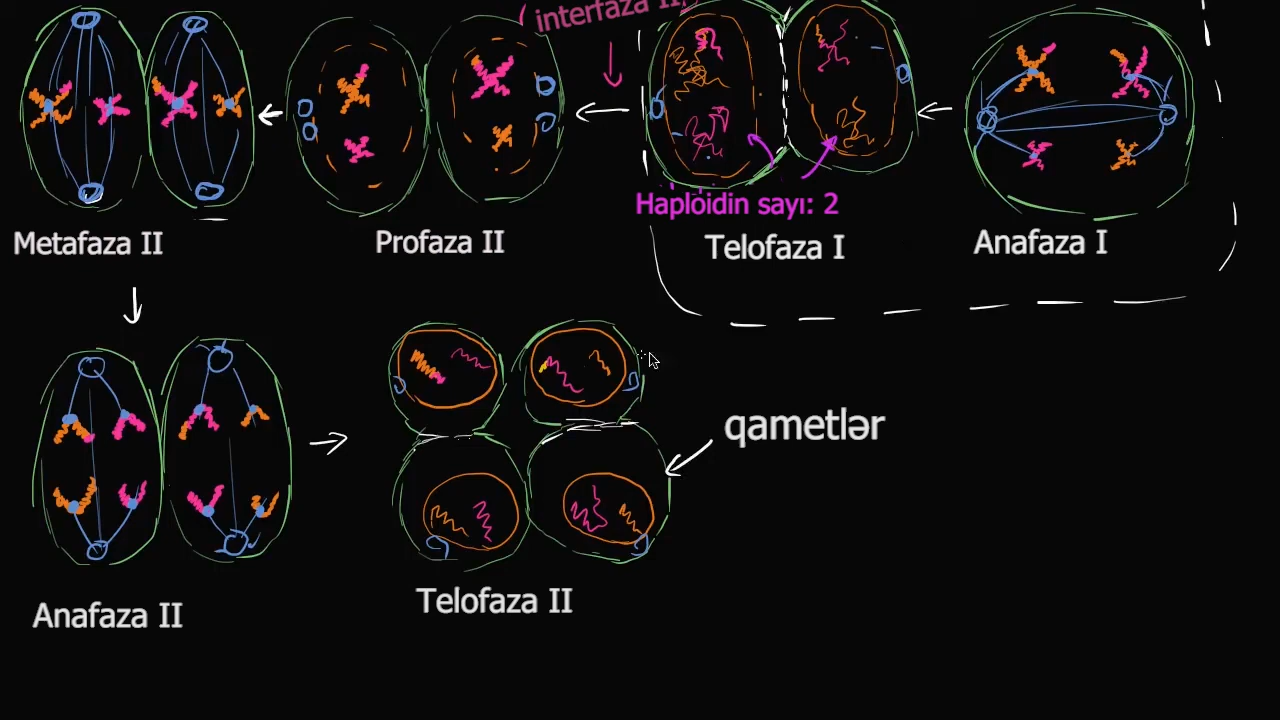 interfaza II
Haploidin sayı: 2
Metafaza II
Profaza II
Telofaza I
Anafaza I
qametlər
Anafaza II
Telofaza II